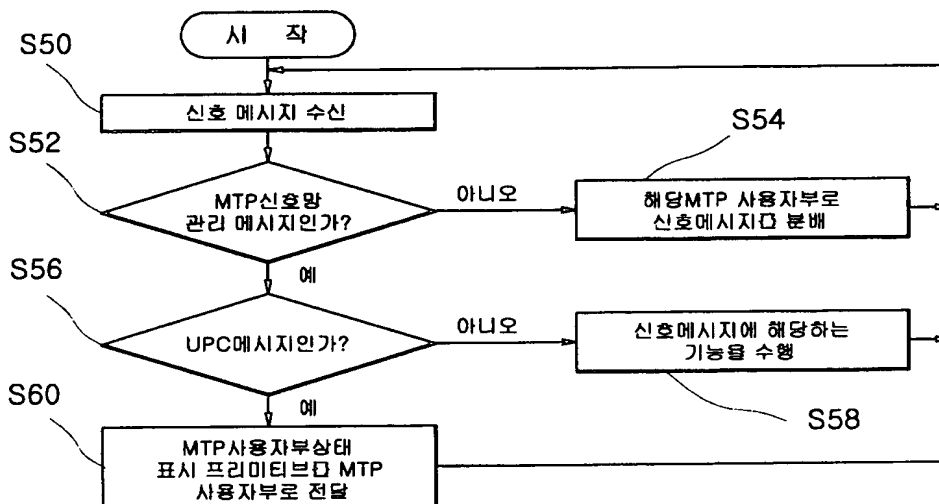 시 작
S50
신호 메시지 수신
S52
S54
MTP신호망
관리 메시지인가?
아니오
해당MTP 사용자부로
신호메시지 분배
예
S56
UPC메시지인가?
아니오
신호메시지에 해당하는
기능을 수행
S58
예
S60
MTP사용자부상태
표시 프리미티브 MTP
사용자부로 전달